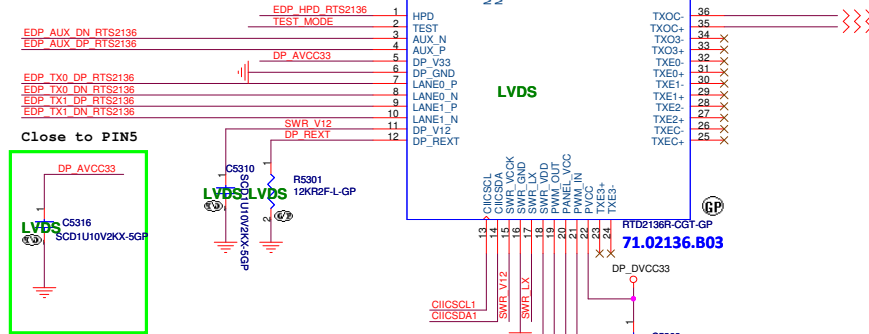 EDP_HPD_RTS2136 1 HPD
TEST_MODE 2 TEST
EDP_AUX_DN_RTS2136 3 AUX_N
EDP_AUX_DP_RTS2136 4 AUX_P
DP_AVCC33 5 DP_V33
6 DP_GND
EDP_TX0_DP_RTS2136 7 LANE0_P
EDP_TX0_DN_RTS2136 8 LANE0_N
EDP_TX1_DP_RTS2136 9 LANE1_P
EDP_TX1_DN_RTS2136 10 LANE1_N
SWR_V12 11 DP_V12
DP_REXT 12 DP_REXT
LVDS
TXOC- 36
TXOC+ 35
TXO3- 34
TXO3+ 33
TXE0- 32
TXE0+ 31
TXE1- 30
TXE1+ 29
TXE2- 28
TXE2+ 27
TXEC- 26
TXEC+ 25
Close to PIN5
DP_AVCC33
1
C5316
LVDS
SCD1U10V2KX-5GP
1
C5310
LVDS
SCD1U10V2KX-5GP
1
R5301
LVDS
12KR2F-L-GP
2
CIICSCL 13
CIICSDA 14
SWR_VCCK 15
SWR_GND 16
SWR_LX 17
SWR_VDD 18
PWM_OUT 19
PANEL_VCC 20
PWM_IN 21
PVCC 22
TXE3+ 23
TXE3- 24
GP
RTD2136R-CGT-GP
71.02136.B03
DP_DVCC33
SWR_V12
SWR_LX
CIICSCL1
CIICSDA1
1